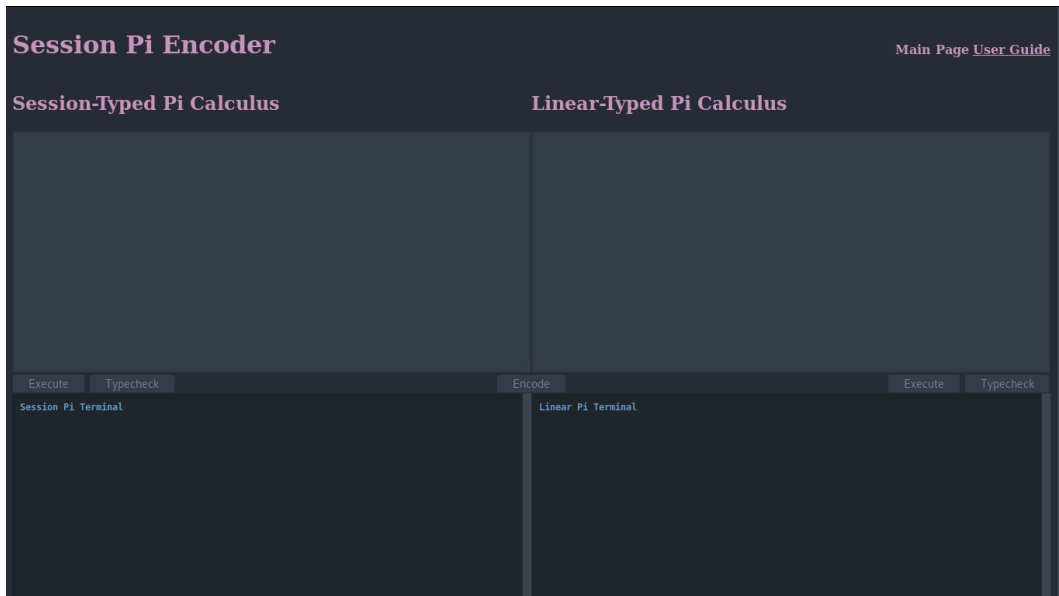 Session Pi Encoder
Main Page User Guide
Session-Typed Pi Calculus
Linear-Typed Pi Calculus
Execute Typecheck Encode Execute Typecheck
Session Pi Terminal
Linear Pi Terminal